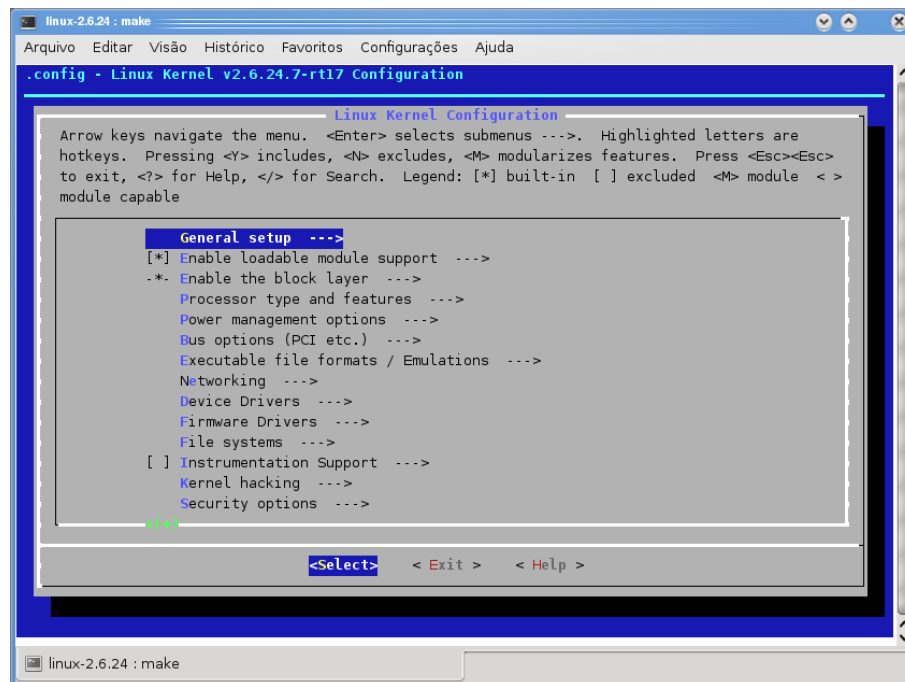 linux-2.6.24 : make
Arquivo Editar Visão Histórico Favoritos Configurações Ajuda
.config - Linux Kernel v2.6.24.7-rt17 Configuration
Linux Kernel Configuration
Arrow keys navigate the menu. <Enter> selects submenus --->. Highlighted letters are
hotkeys. Pressing <Y> includes, <N> excludes, <M> modularizes features. Press <Esc><Esc>
to exit, <?> for Help, </> for Search. Legend: [*] built-in [ ] excluded <M> module < >
module capable
General setup --->
[*] Enable loadable module support --->
-*- Enable the block layer --->
Processor type and features --->
Power management options --->
Bus options (PCI etc.) --->
Executable file formats / Emulations --->
Networking --->
Device Drivers --->
Firmware Drivers --->
File systems --->
[ ] Instrumentation Support --->
Kernel hacking --->
Security options --->
<Select> < Exit > < Help >
linux-2.6.24 : make